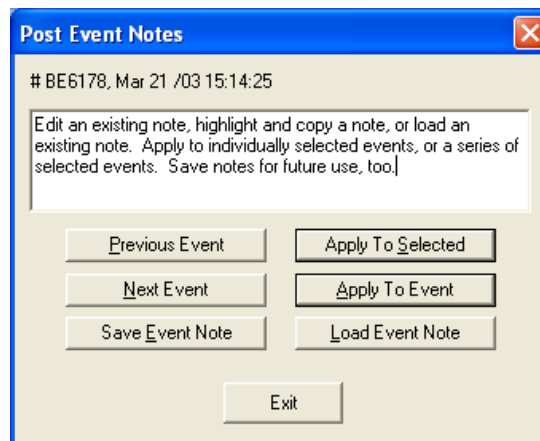 Post Event Notes
# BE6178, Mar 21 /03 15:14:25
Edit an existing note, highlight and copy a note, or load an
existing note.  Apply to individually selected events, or a series of
selected events.  Save notes for future use, too.
Previous Event
Apply To Selected
Next Event
Apply To Event
Save Event Note
Load Event Note
Exit